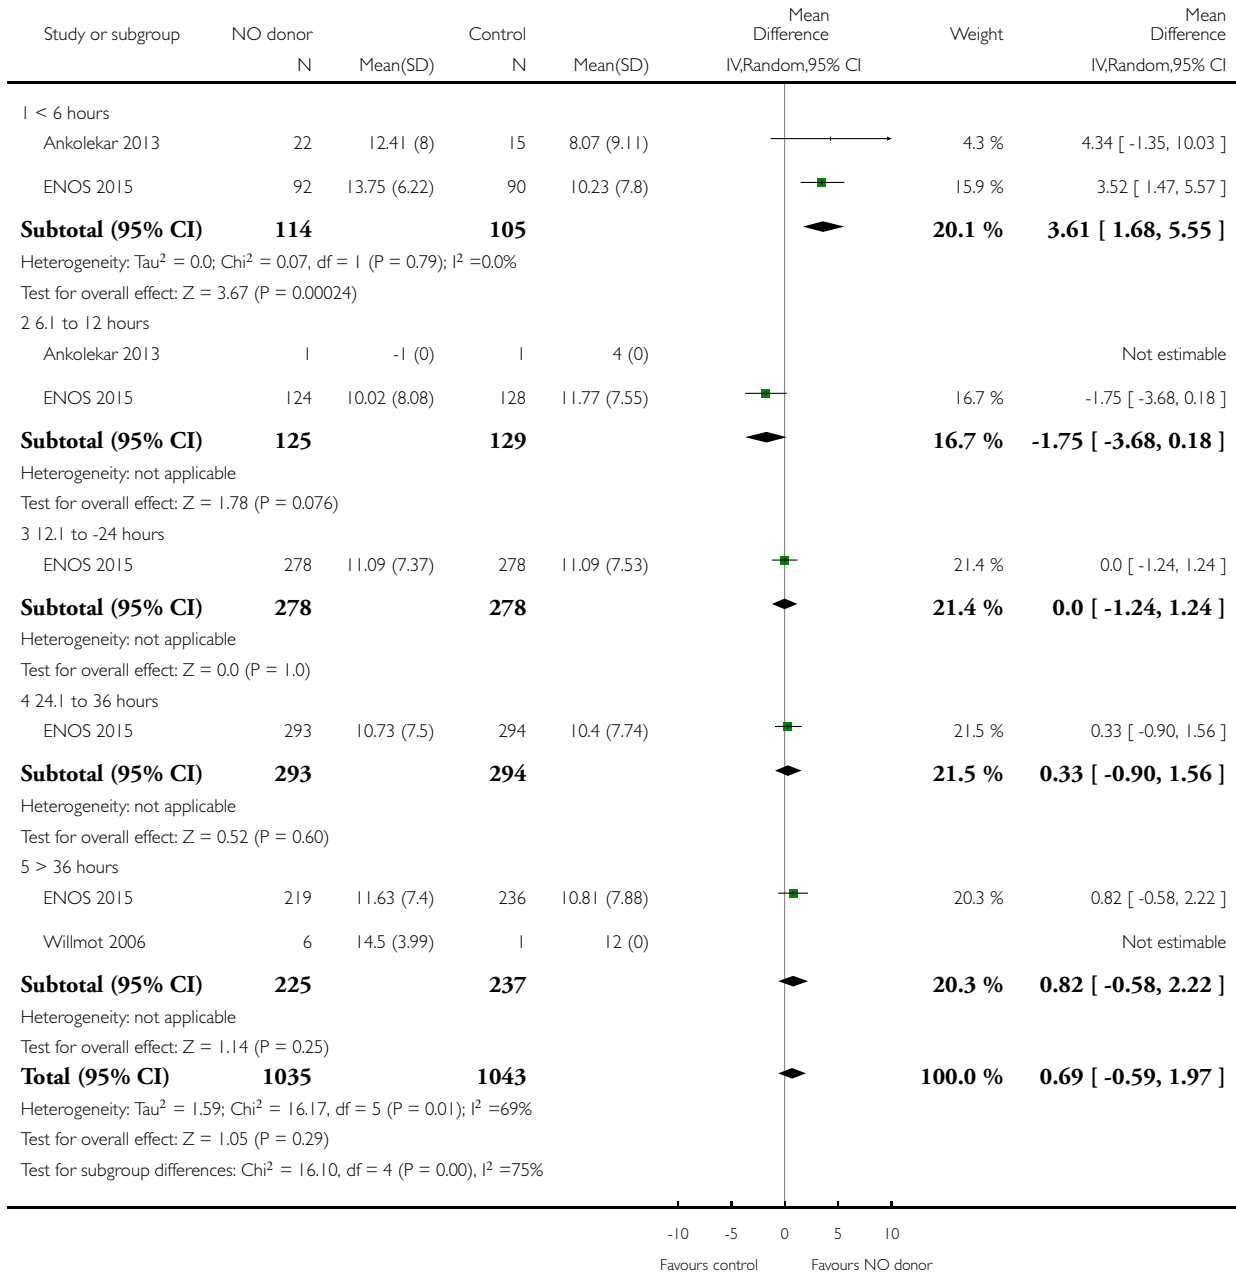 Mean Mean
Study or subgroup NO donor Control Difference Weight Difference
N Mean(SD) N Mean(SD) IV,Random,95% CI IV,Random,95% CI
1 < 6 hours
Ankolekar 2013 22 12.41 (8) 15 8.07 (9.11) 4.3 % 4.34 [ -1.35, 10.03 ]
ENOS 2015 92 13.75 (6.22) 90 10.23 (7.8) 15.9 % 3.52 [ 1.47, 5.57 ]
Subtotal (95% CI) 114 105 20.1 % 3.61 [ 1.68, 5.55 ]
Heterogeneity: Tau² = 0.0; Chi² = 0.07, df = 1 (P = 0.79); I² =0.0%
Test for overall effect: Z = 3.67 (P = 0.00024)
2 6.1 to 12 hours
Ankolekar 2013 1 -1 (0) 1 4 (0) Not estimable
ENOS 2015 124 10.02 (8.08) 128 11.77 (7.55) 16.7 % -1.75 [ -3.68, 0.18 ]
Subtotal (95% CI) 125 129 16.7 % -1.75 [ -3.68, 0.18 ]
Heterogeneity: not applicable
Test for overall effect: Z = 1.78 (P = 0.076)
3 12.1 to -24 hours
ENOS 2015 278 11.09 (7.37) 278 11.09 (7.53) 21.4 % 0.0 [ -1.24, 1.24 ]
Subtotal (95% CI) 278 278 21.4 % 0.0 [ -1.24, 1.24 ]
Heterogeneity: not applicable
Test for overall effect: Z = 0.0 (P = 1.0)
4 24.1 to 36 hours
ENOS 2015 293 10.73 (7.5) 294 10.4 (7.74) 21.5 % 0.33 [ -0.90, 1.56 ]
Subtotal (95% CI) 293 294 21.5 % 0.33 [ -0.90, 1.56 ]
Heterogeneity: not applicable
Test for overall effect: Z = 0.52 (P = 0.60)
5 > 36 hours
ENOS 2015 219 11.63 (7.4) 236 10.81 (7.88) 20.3 % 0.82 [ -0.58, 2.22 ]
Willmot 2006 6 14.5 (3.99) 1 12 (0) Not estimable
Subtotal (95% CI) 225 237 20.3 % 0.82 [ -0.58, 2.22 ]
Heterogeneity: not applicable
Test for overall effect: Z = 1.14 (P = 0.25)
Total (95% CI) 1035 1043 100.0 % 0.69 [ -0.59, 1.97 ]
Heterogeneity: Tau² = 1.59; Chi² = 16.17, df = 5 (P = 0.01); I² =69%
Test for overall effect: Z = 1.05 (P = 0.29)
Test for subgroup differences: Chi² = 16.10, df = 4 (P = 0.00), I² =75%
-10 -5 0 5 10
Favours control Favours NO donor